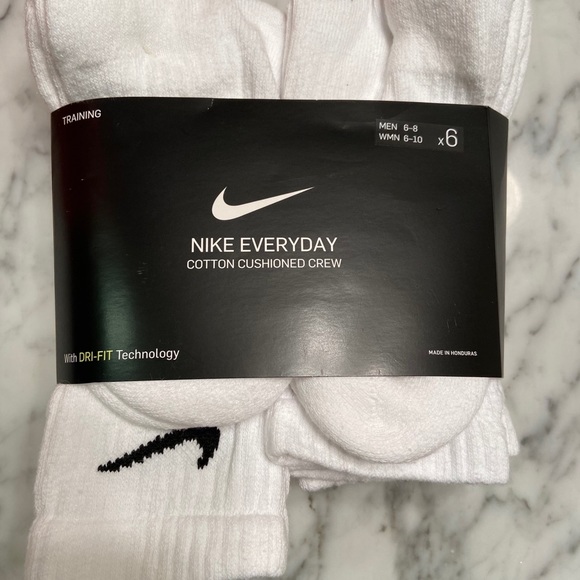 TRAINING
MEN 6-8
WMN 6-10
x6
NIKE EVERYDAY
COTTON CUSHIONED CREW
With DRI-FIT Technology
MADE IN HONDURAS